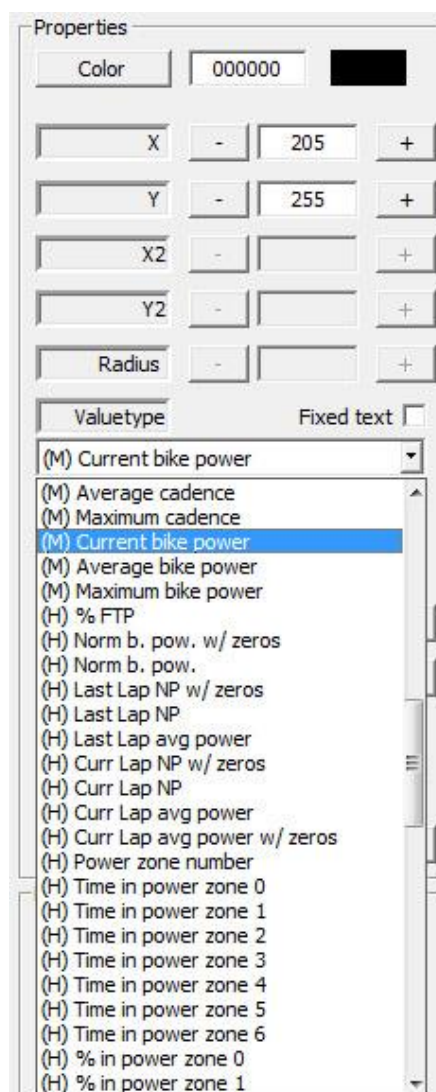 Properties
Color 000000
X - 205 +
Y - 255 +
X2 - +
Y2 - +
Radius - +
Valuetype Fixed text
(M) Current bike power
(M) Average cadence
(M) Maximum cadence
(M) Current bike power
(M) Average bike power
(M) Maximum bike power
(H) % FTP
(H) Norm b. pow. w/ zeros
(H) Norm b. pow.
(H) Last Lap NP w/ zeros
(H) Last Lap NP
(H) Last Lap avg power
(H) Curr Lap NP w/ zeros
(H) Curr Lap NP
(H) Curr Lap avg power
(H) Curr Lap avg power w/ zeros
(H) Power zone number
(H) Time in power zone 0
(H) Time in power zone 1
(H) Time in power zone 2
(H) Time in power zone 3
(H) Time in power zone 4
(H) Time in power zone 5
(H) Time in power zone 6
(H) % in power zone 0
(H) % in power zone 1